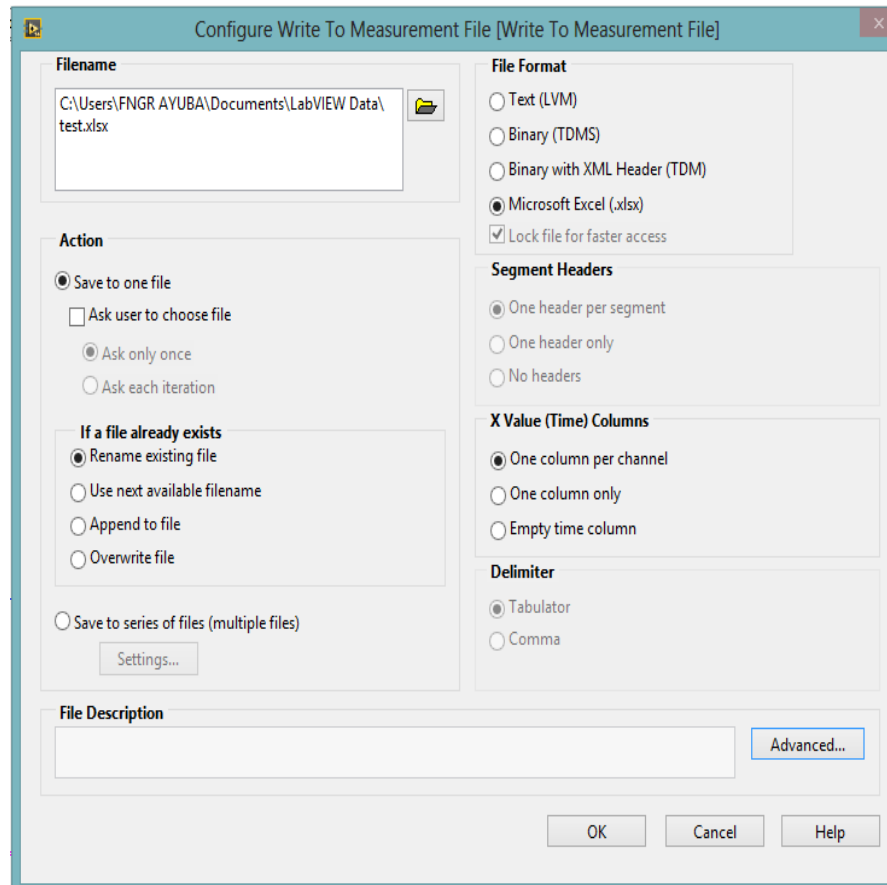 Configure Write To Measurement File [Write To Measurement File]
Filename
C:\Users\FNGR AYUBA\Documents\LabVIEW Data\
test.xlsx
Action
Save to one file
Ask user to choose file
Ask only once
Ask each iteration
If a file already exists
Rename existing file
Use next available filename
Append to file
Overwrite file
Save to series of files (multiple files)
Settings...
File Format
Text (LVM)
Binary (TDMS)
Binary with XML Header (TDM)
Microsoft Excel (.xlsx)
Lock file for faster access
Segment Headers
One header per segment
One header only
No headers
X Value (Time) Columns
One column per channel
One column only
Empty time column
Delimiter
Tabulator
Comma
File Description
Advanced...
OK
Cancel
Help